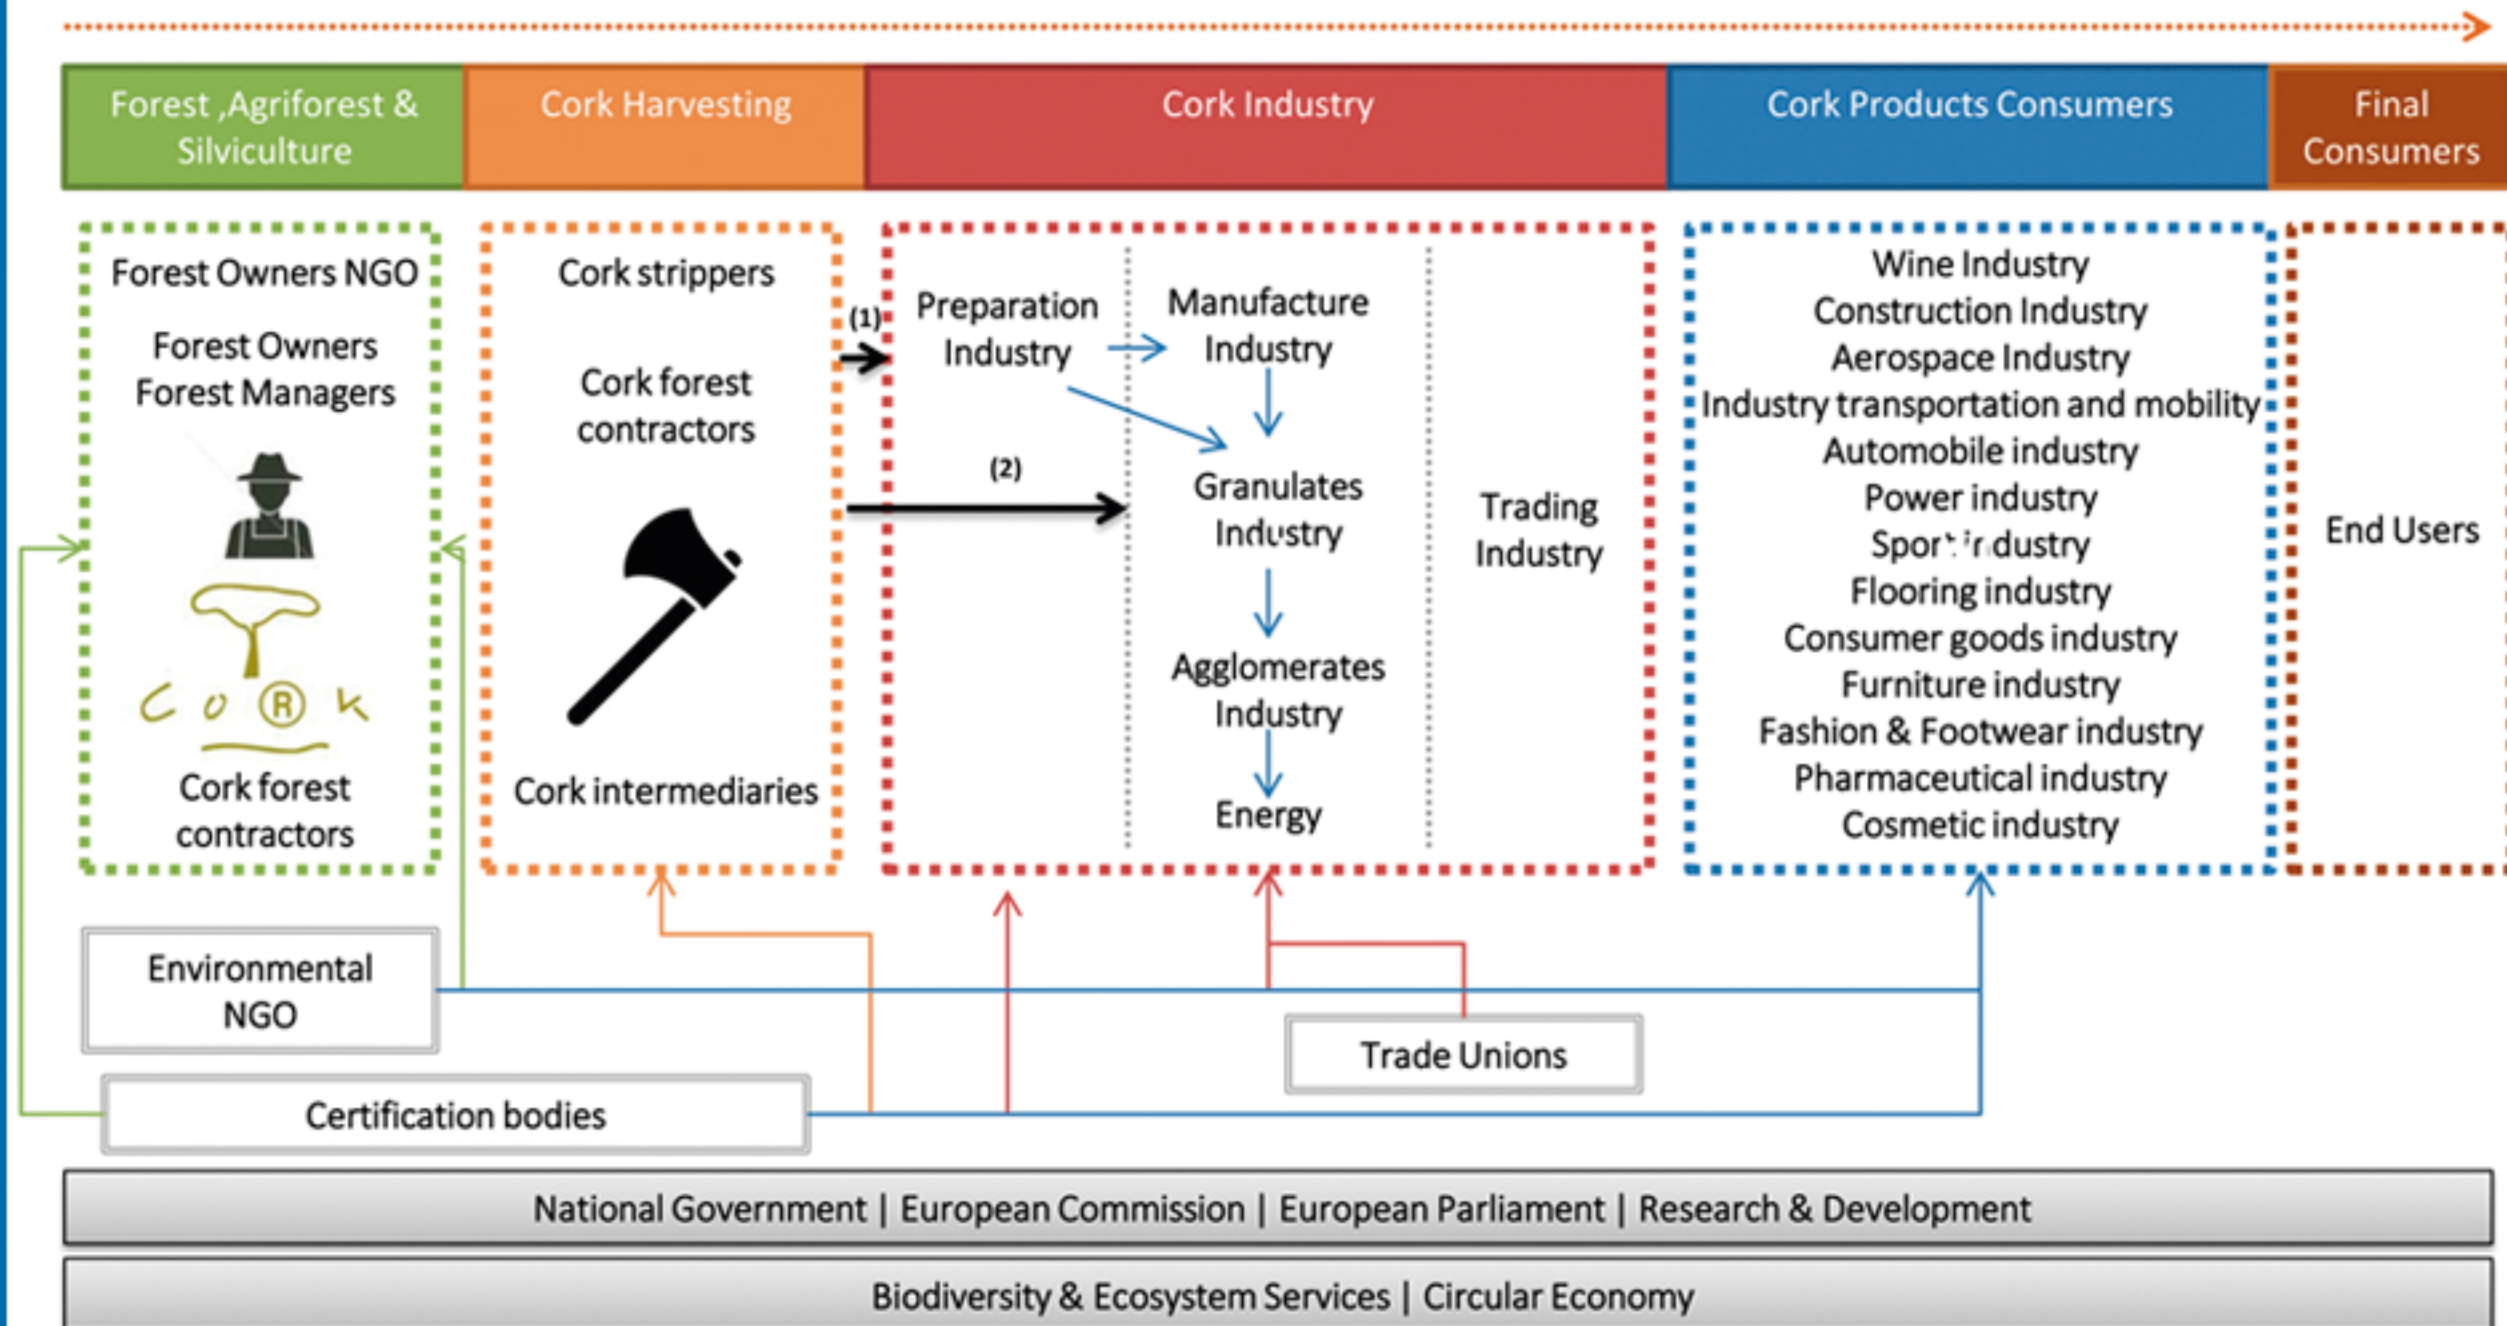 Forest ,Agriforest &
Silviculture
Cork Harvesting
Cork Industry
Cork Products Consumers
Final
Consumers
Forest Owners NGO
Forest Owners
Forest Managers
Co®k
Cork forest
contractors
Cork strippers
Cork forest
contractors
Cork intermediaries
(1)
(2)
Preparation
Industry
Manufacture
Industry
Granulates
Industry
Agglomerates
Industry
Energy
Trading
Industry
Wine Industry
Construction Industry
Aerospace Industry
Industry transportation and mobility
Automobile industry
Power industry
Sport industry
Flooring industry
Consumer goods industry
Furniture industry
Fashion & Footwear industry
Pharmaceutical industry
Cosmetic industry
End Users
Environmental
NGO
Trade Unions
Certification bodies
National Government | European Commission | European Parliament | Research & Development
Biodiversity & Ecosystem Services | Circular Economy